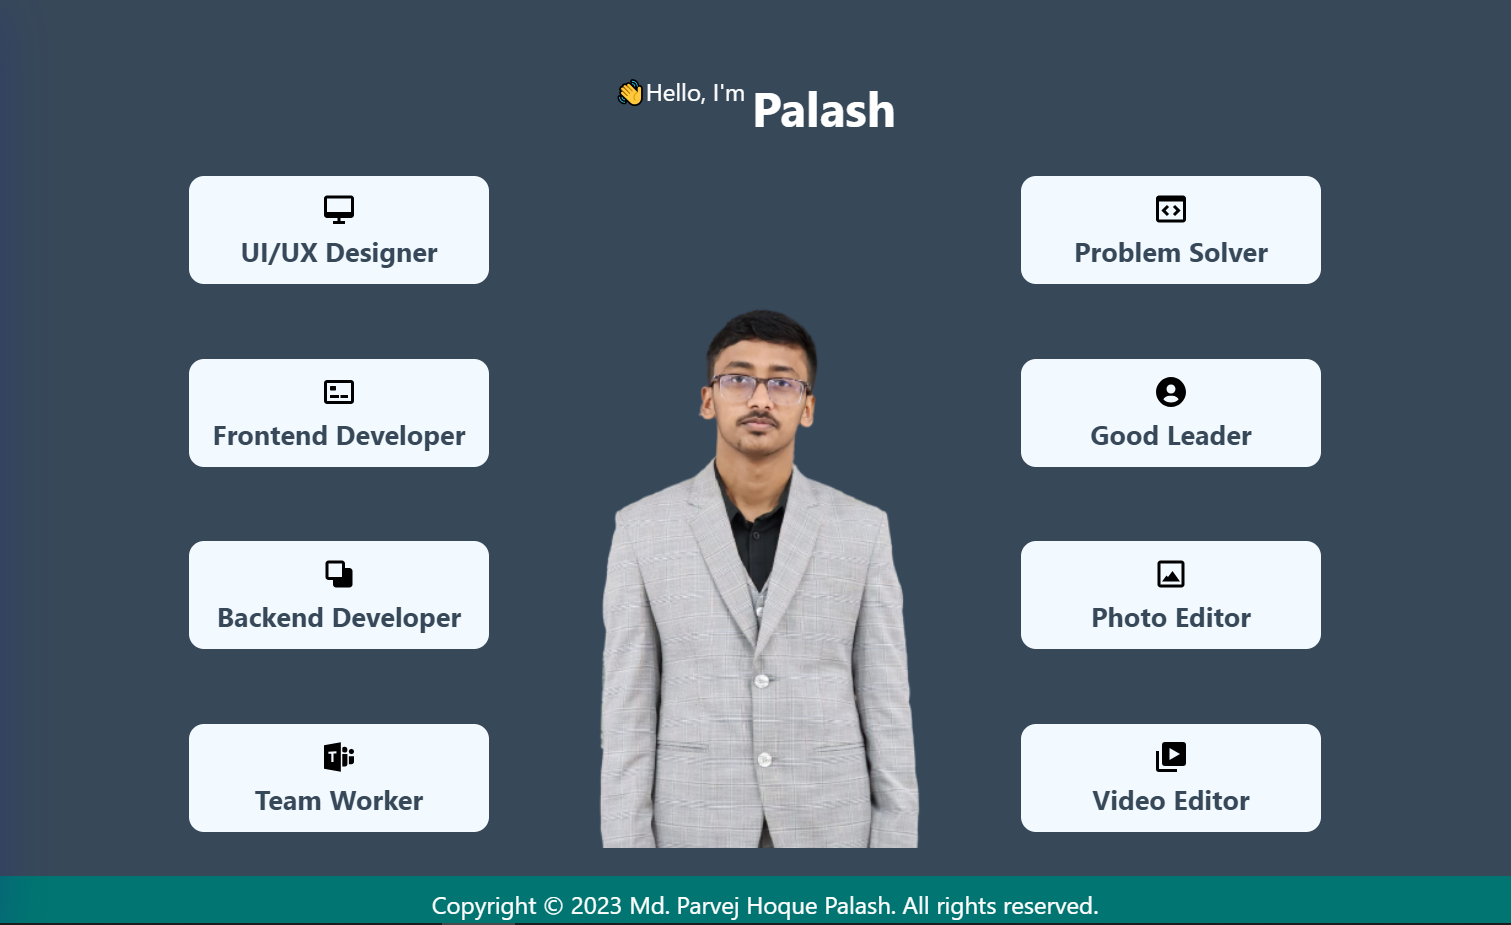 👋Hello, I'm Palash
UI/UX Designer
Problem Solver
Frontend Developer
Good Leader
Backend Developer
Photo Editor
Team Worker
Video Editor
Copyright © 2023 Md. Parvej Hoque Palash. All rights reserved.